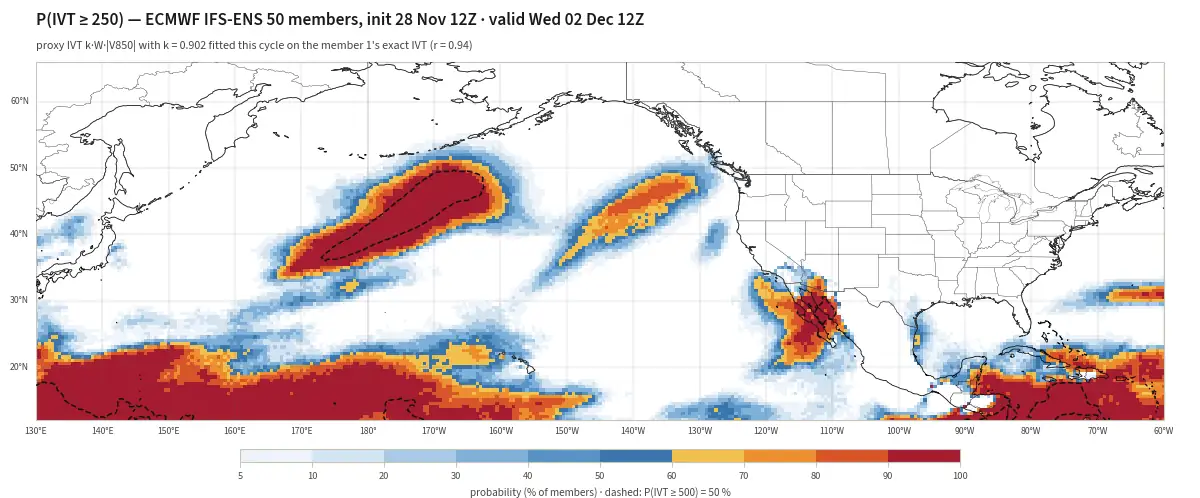 P(IVT ≥ 250) — ECMWF IFS-ENS 50 members, init 28 Nov 12Z · valid Wed 02 Dec 12Z
proxy IVT k·W·|V850| with k = 0.902 fitted this cycle on the member 1's exact IVT (r = 0.94)
60°N
50°N
40°N
30°N
20°N
130°E 140°E 150°E 160°E 170°E 180° 170°W 160°W 150°W 140°W 130°W 120°W 110°W 100°W 90°W 80°W 70°W 60°W
5 10 20 30 40 50 60 70 80 90 100
probability (% of members) · dashed: P(IVT ≥ 500) = 50 %